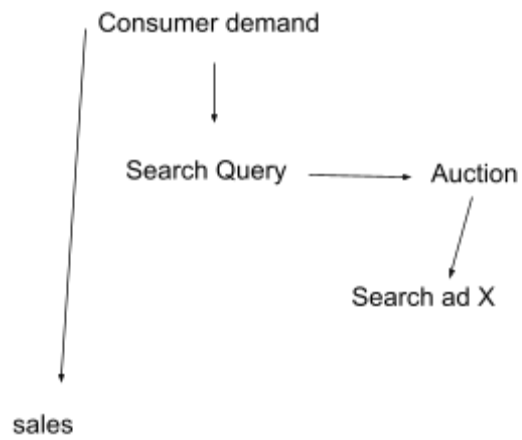 Consumer demand
Search Query
Auction
Search ad X
sales